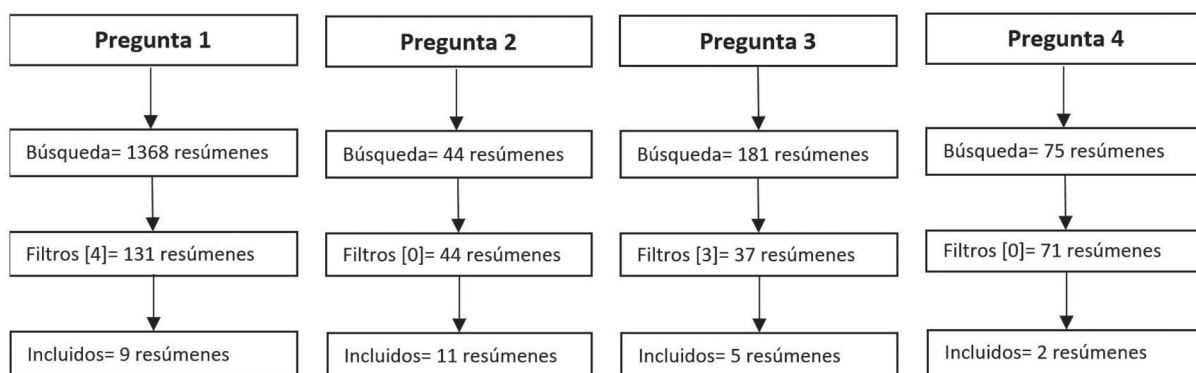 Pregunta 1
Búsqueda= 1368 resúmenes
Filtros [4]= 131 resúmenes
Incluidos= 9 resúmenes
Pregunta 2
Búsqueda= 44 resúmenes
Filtros [0]= 44 resúmenes
Incluidos= 11 resúmenes
Pregunta 3
Búsqueda= 181 resúmenes
Filtros [3]= 37 resúmenes
Incluidos= 5 resúmenes
Pregunta 4
Búsqueda= 75 resúmenes
Filtros [0]= 71 resúmenes
Incluidos= 2 resúmenes